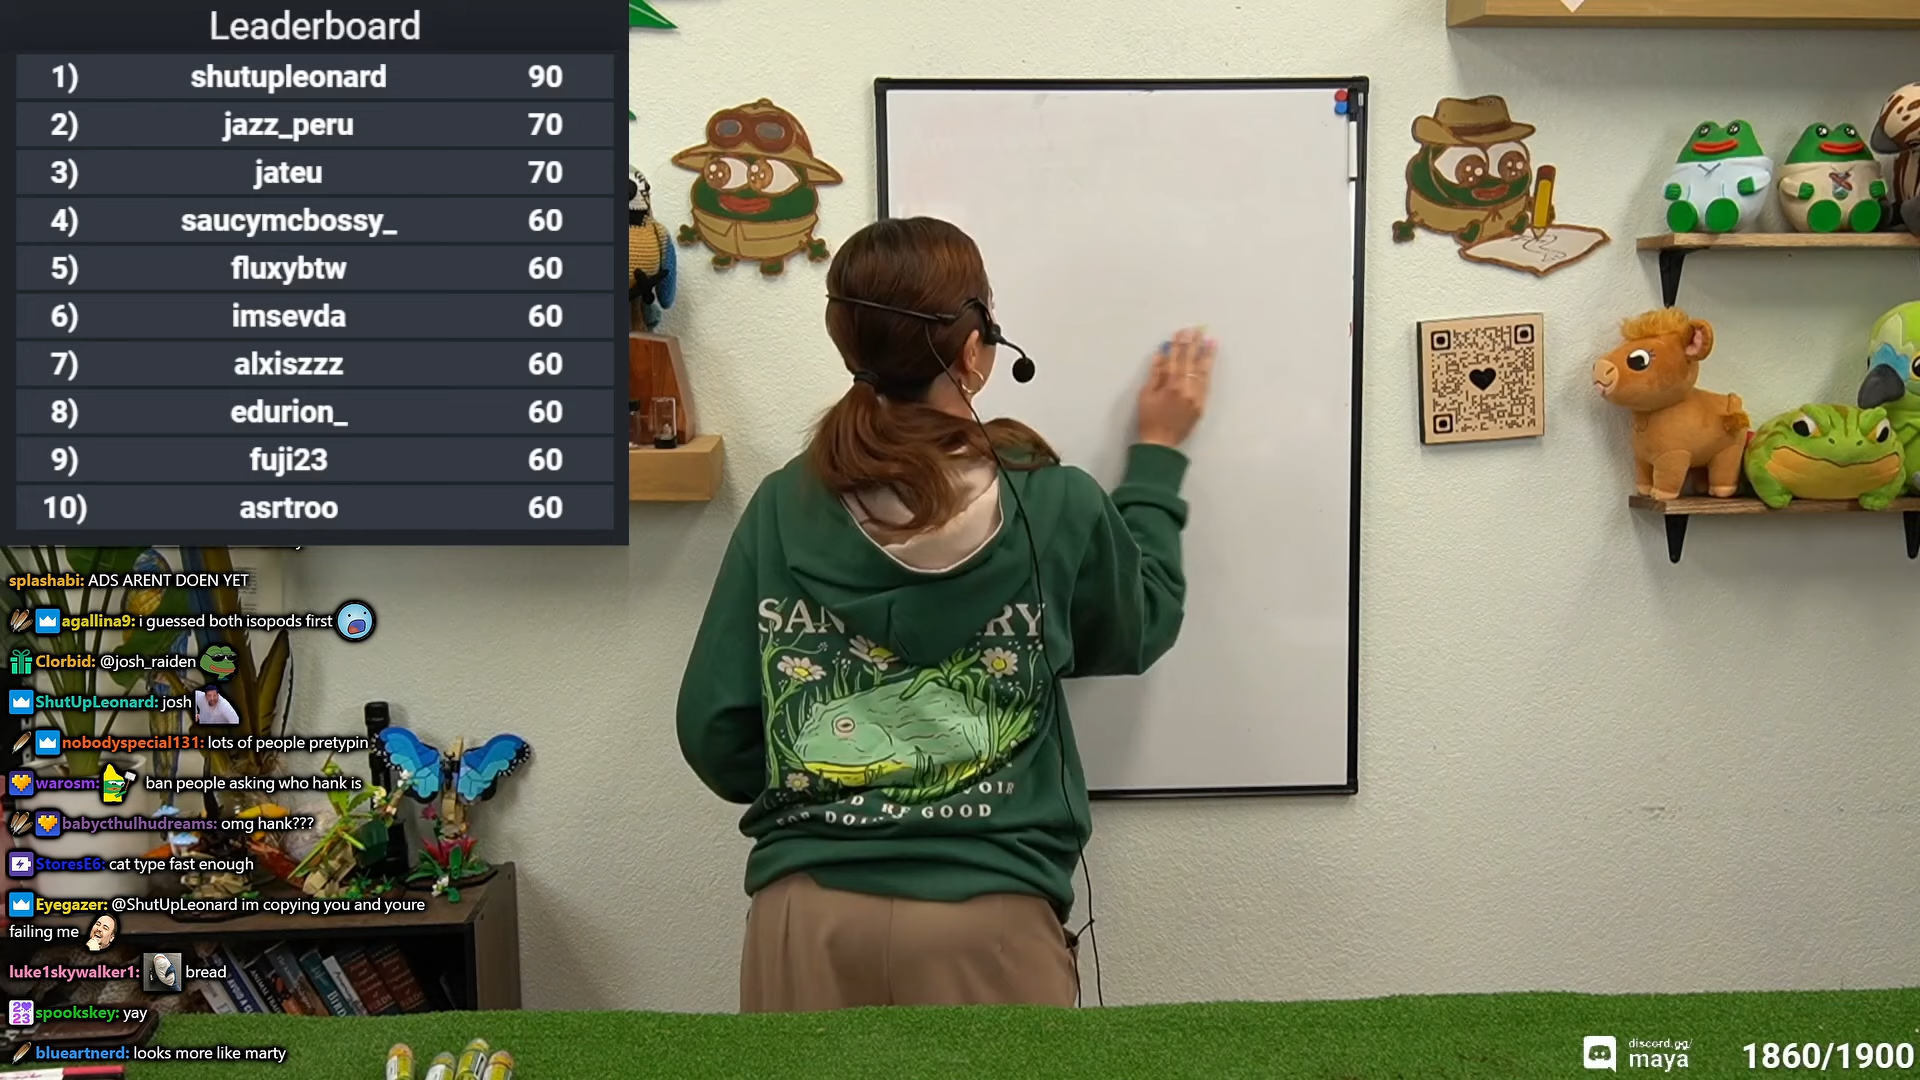 Leaderboard
1) shutupleonard 90
2) jazz_peru 70
3) jateu 70
4) saucymcbossy_ 60
5) fluxybtw 60
6) imsevda 60
7) alxiszzz 60
8) edurion_ 60
9) fuji23 60
10) asrtroo 60
splashabi: ADS ARENT DOEN YET
agallina9: i guessed both isopods first
Clorbid: @josh_raiden
ShutUpLeonard: josh
nobodyspecial131: lots of people pretypin
warosm: ban people asking who hank is
babycthulhudreams: omg hank???
StoresE6: cat type fast enough
Eyegazer: @ShutUpLeonard im copying you and youre
failing me
luke1skywalker1: bread
spookskey: yay
blueartnerd: looks more like marty
GOOD
discord.gg/
maya
1860/1900